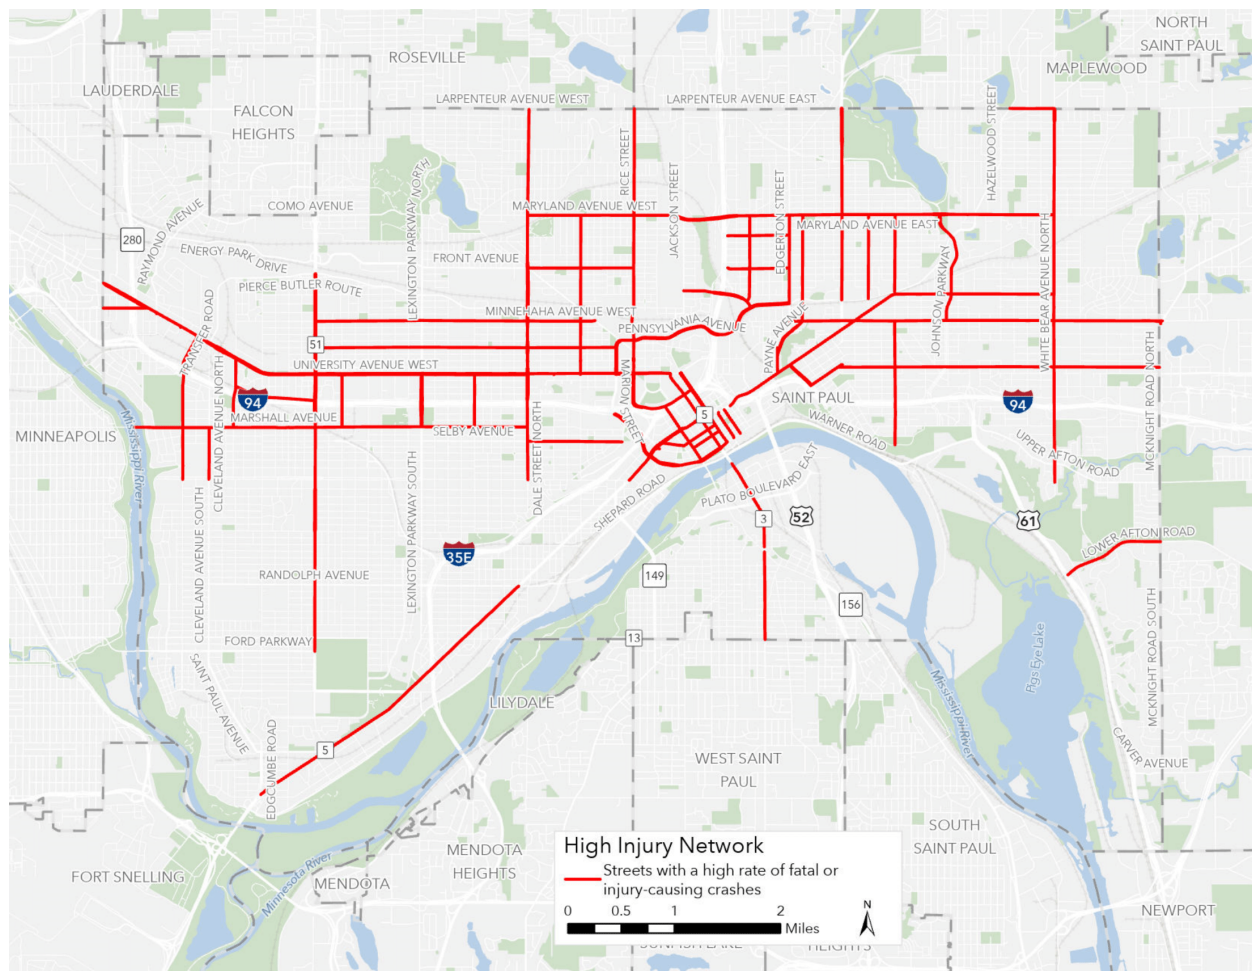 NORTH
SAINT PAUL
ROSEVILLE
MAPLEWOOD
LAUDERDALE
LARPENTEUR AVENUE WEST
LARPENTEUR AVENUE EAST
FALCON
HEIGHTS
HAZELWOOD STREET
RICE STREET
JACKSON STREET
EDGERTON STREET
LEXINGTON PARKWAY NORTH
COMO AVENUE
MARYLAND AVENUE WEST
MARYLAND AVENUE EAST
RAYMOND AVENUE
280
ENERGY PARK DRIVE
FRONT AVENUE
WHITE BEAR AVENUE NORTH
JOHNSON PARKWAY
PIERCE BUTLER ROUTE
TRANSFER ROAD
MINNEHAHA AVENUE WEST
PENNSYLVANIA AVENUE
PAYNE AVENUE
51
UNIVERSITY AVENUE WEST
CLEVELAND AVENUE NORTH
MARION STREET
MCKNIGHT ROAD NORTH
94
SAINT PAUL
94
MARSHALL AVENUE
5
MINNEAPOLIS
SELBY AVENUE
WARNER ROAD
UPPER AFTON ROAD
Mississippi River
DALE STREET NORTH
LEXINGTON PARKWAY SOUTH
SHEPARD ROAD
PLATO BOULEVARD EAST
3
52
61
CLEVELAND AVENUE SOUTH
35E
LOWER AFTON ROAD
RANDOLPH AVENUE
149
156
FORD PARKWAY
13
MCKNIGHT ROAD SOUTH
Pigs Eye Lake
SAINT PAUL AVENUE
LILYDALE
Mississippi River
EDGCUMBE ROAD
5
WEST SAINT
PAUL
CARVER AVENUE
SOUTH
SAINT PAUL
MENDOTA
HEIGHTS
FORT SNELLING
Minnesota River
MENDOTA
NEWPORT
High Injury Network
Streets with a high rate of fatal or
injury-causing crashes
0 0.5 1 2
Miles
N
HEIGHTS